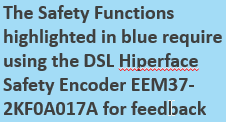 The Safety Functions
highlighted in blue require
using the DSL Hiperface
Safety Encoder EEM37-
2KF0A017A for feedback